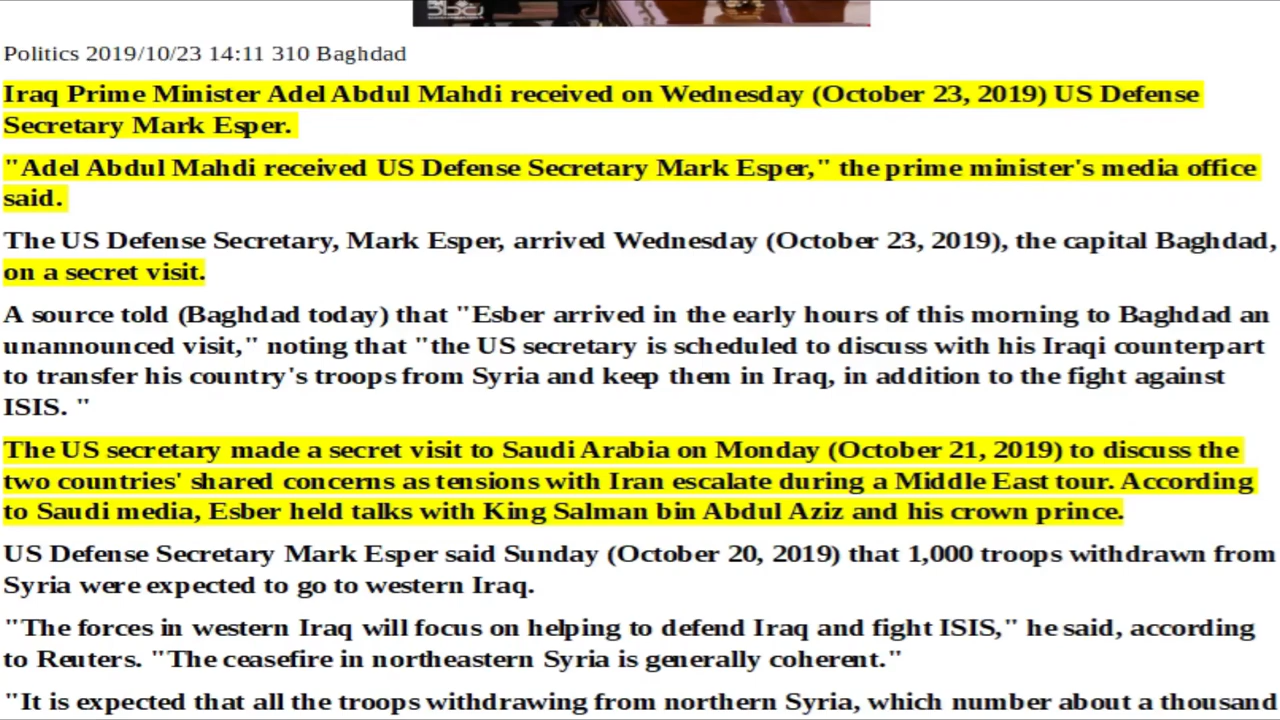 Politics 2019/10/23 14:11 310 Baghdad
Iraq Prime Minister Adel Abdul Mahdi received on Wednesday (October 23, 2019) US Defense
Secretary Mark Esper.
"Adel Abdul Mahdi received US Defense Secretary Mark Esper," the prime minister's media office
said.
The US Defense Secretary, Mark Esper, arrived Wednesday (October 23, 2019), the capital Baghdad,
on a secret visit.
A source told (Baghdad today) that "Esber arrived in the early hours of this morning to Baghdad an
unannounced visit," noting that "the US secretary is scheduled to discuss with his Iraqi counterpart
to transfer his country's troops from Syria and keep them in Iraq, in addition to the fight against
ISIS. "
The US secretary made a secret visit to Saudi Arabia on Monday (October 21, 2019) to discuss the
two countries' shared concerns as tensions with Iran escalate during a Middle East tour. According
to Saudi media, Esber held talks with King Salman bin Abdul Aziz and his crown prince.
US Defense Secretary Mark Esper said Sunday (October 20, 2019) that 1,000 troops withdrawn from
Syria were expected to go to western Iraq.
"The forces in western Iraq will focus on helping to defend Iraq and fight ISIS," he said, according
to Reuters. "The ceasefire in northeastern Syria is generally coherent."
"It is expected that all the troops withdrawing from northern Syria, which number about a thousand